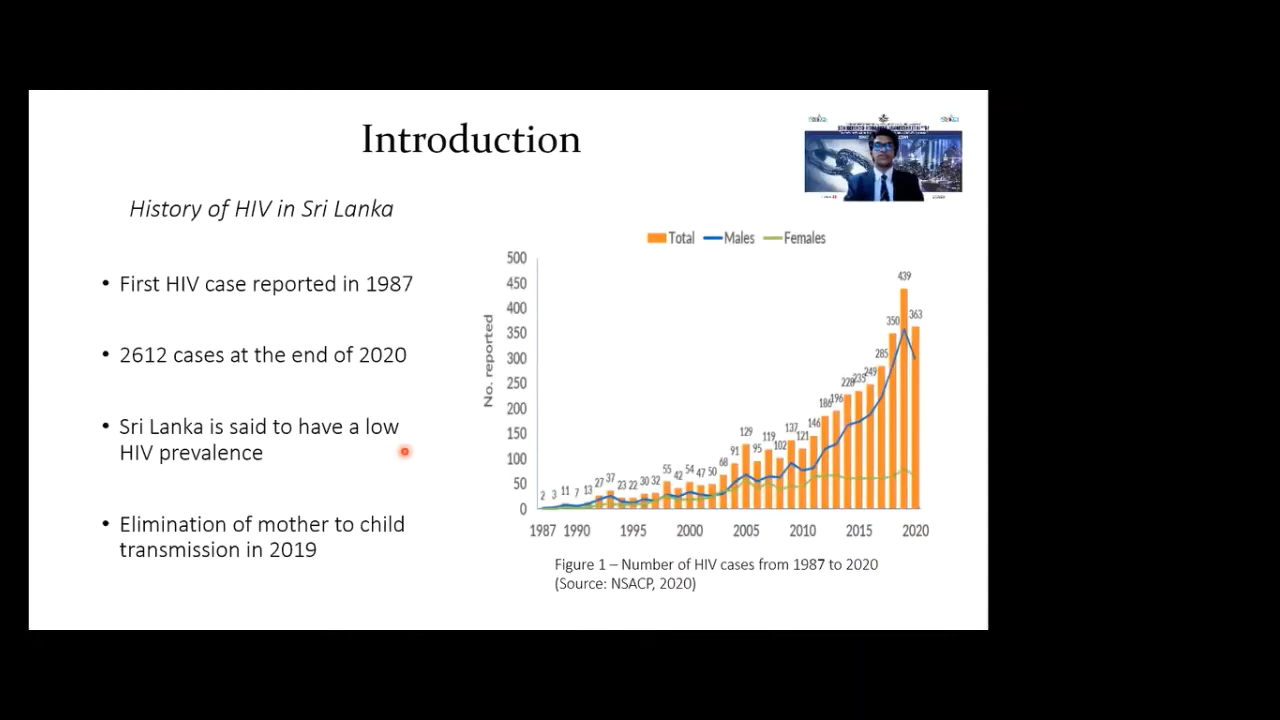 Introduction
History of HIV in Sri Lanka
• First HIV case reported in 1987
• 2612 cases at the end of 2020
• Sri Lanka is said to have a low
HIV prevalence
• Elimination of mother to child
transmission in 2019
Total Males Females
No. reported
500
450
400
350
300
250
200
150
100
50
0
2 3 11 7 13 27 37 23 22 30 32 55 42 54 47 50 68 91 129 95 119 102 137 121 146 186 196 228 235 249 285 350 439 363
1987 1990 1995 2000 2005 2010 2015 2020
Figure 1 – Number of HIV cases from 1987 to 2020
(Source: NSACP, 2020)